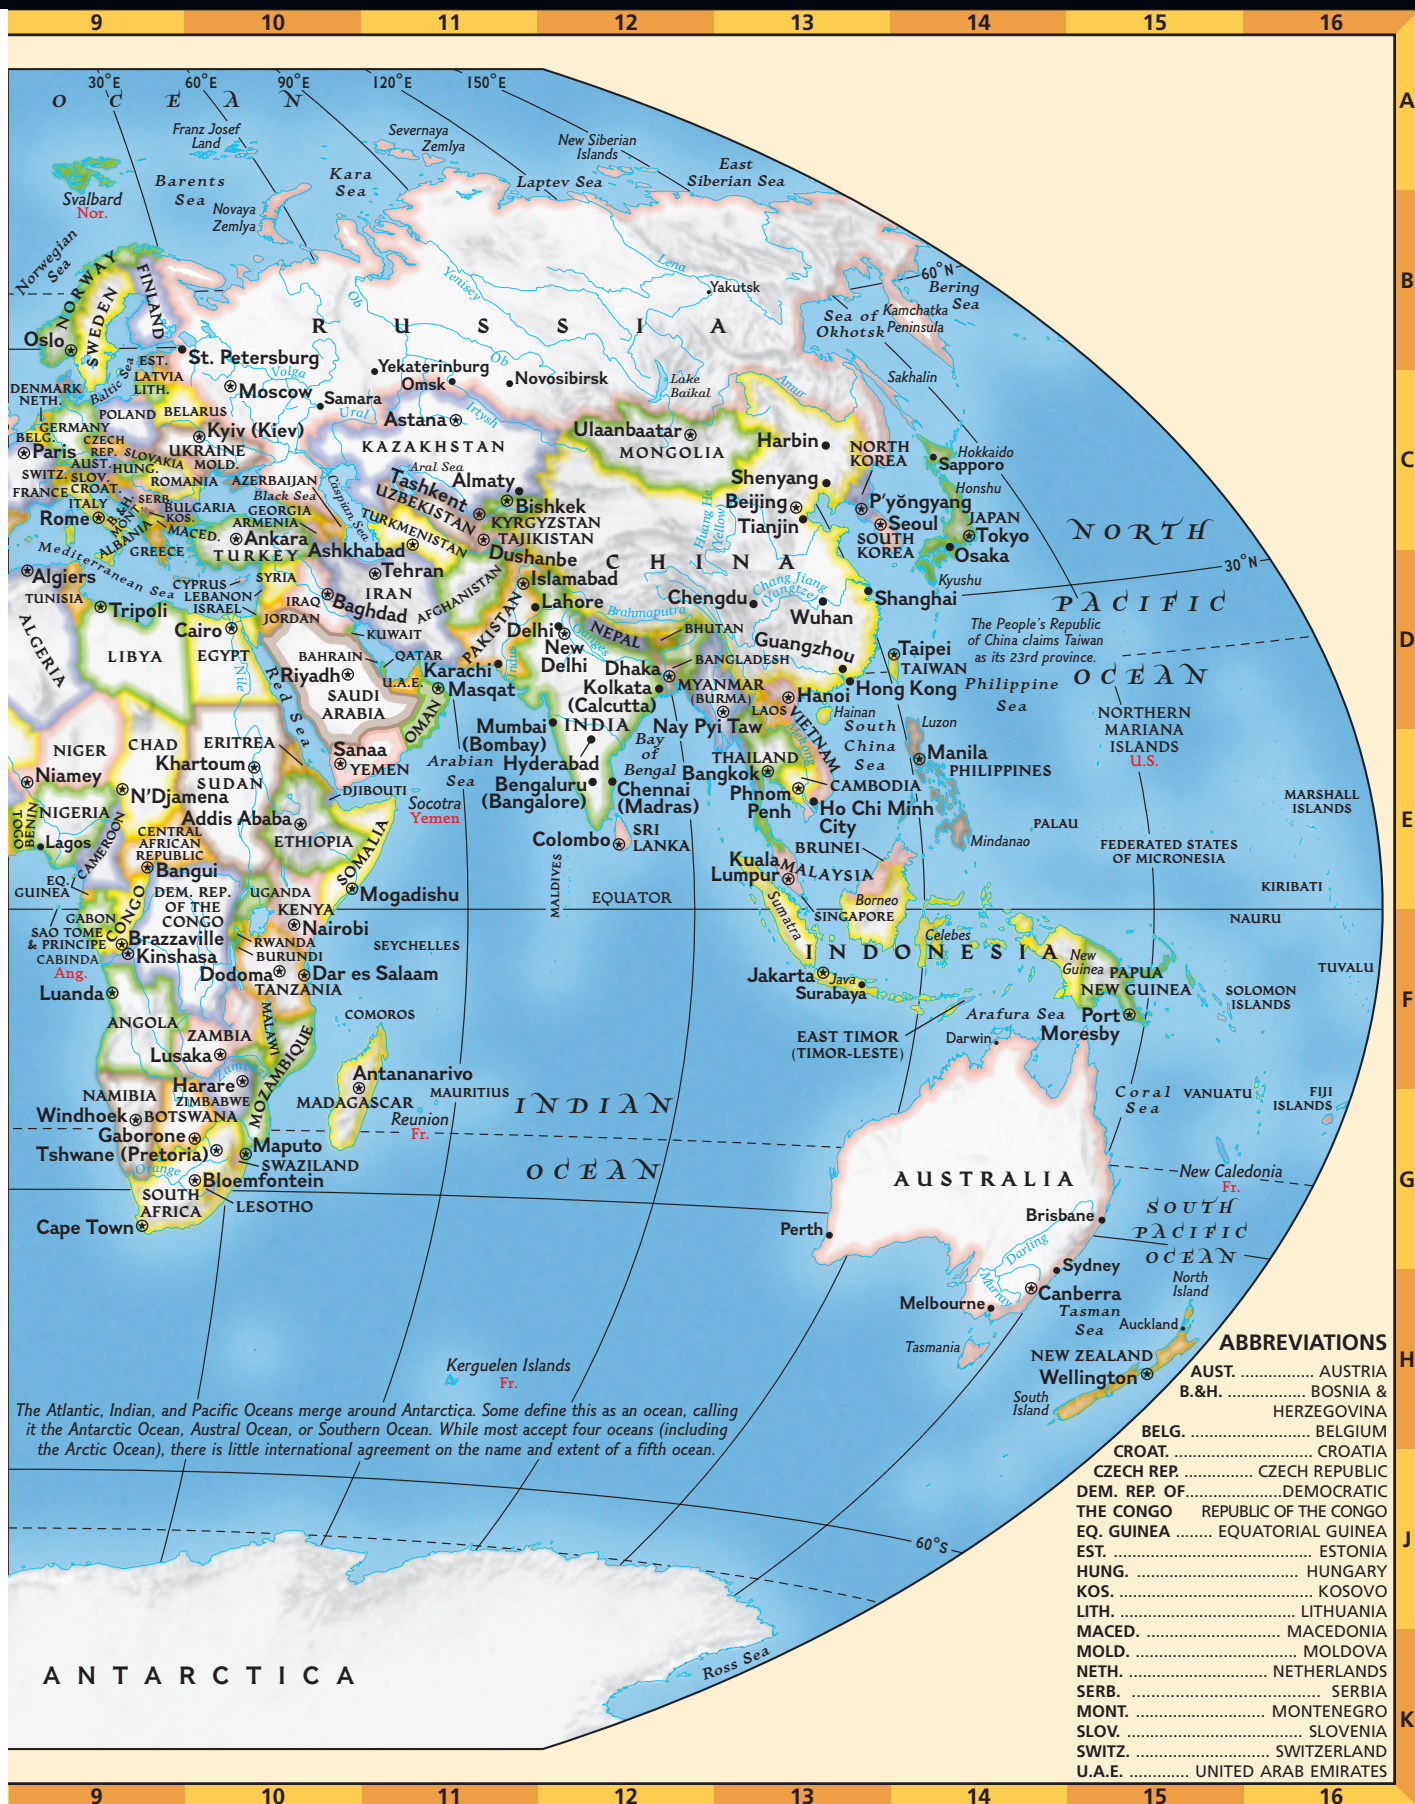 9 10 11 12 13 14 15 16
A
B
C
D
E
F
G
H
J
K
30°E 60°E 90°E 120°E 150°E
OCEAN
Franz Josef
Land
Severnaya
Zemlya
New Siberian
Islands
East
Siberian Sea
Laptev Sea
Kara
Sea
Barents
Sea
Svalbard
Nor.
Novaya
Zemlya
Norwegian
Sea
NORWAY
SWEDEN
FINLAND
Oslo
Lena
Yenisey
Ob
Yakutsk
60°N
Bering
Sea
Sea of
Okhotsk
Kamchatka
Peninsula
RUSSIA
St. Petersburg
EST.
LATVIA
LITH.
Baltic Sea
DENMARK
NETH.
Volga
Moscow
Yekaterinburg
Omsk
Ob
Novosibirsk
Samara
Ural
Irtysh
Lake
Baikal
Amur
Sakhalin
POLAND
BELARUS
GERMANY
BELG.
Paris
CZECH
REP.
Kyiv (Kiev)
UKRAINE
SLOVAKIA
MOLD.
AUST.
HUNG.
SWITZ.
SLOV.
FRANCE
CROAT.
ROMANIA
ITALY
B.&H.
SERB.
MONT.
KOS.
BULGARIA
Rome
ALBANIA
MACED.
GREECE
Astana
KAZAKHSTAN
Aral Sea
AZERBAIJAN
Black Sea
GEORGIA
ARMENIA
Ankara
TURKEY
Caspian Sea
Tashkent
UZBEKISTAN
Almaty
Bishkek
KYRGYZSTAN
TAJIKISTAN
TURKMENISTAN
Ashkhabad
Dushanbe
Ulaanbaatar
MONGOLIA
Harbin
Shenyang
Beijing
Tianjin
Huang He
(Yellow)
NORTH
KOREA
P'yŏngyang
Seoul
SOUTH
KOREA
Hokkaido
Sapporo
Honshu
JAPAN
Tokyo
Osaka
Kyushu
NORTH
PACIFIC
OCEAN
30°N
CHINA
Mediterranean Sea
Algiers
TUNISIA
Tripoli
CYPRUS
LEBANON
ISRAEL
SYRIA
IRAQ
JORDAN
Baghdad
Tehran
IRAN
AFGHANISTAN
Islamabad
Lahore
PAKISTAN
Delhi
New
Delhi
Ganges
NEPAL
Brahmaputra
BHUTAN
Chengdu
Chang Jiang
(Yangtze)
Wuhan
Shanghai
Guangzhou
Taipei
TAIWAN
The People's Republic
of China claims Taiwan
as its 23rd province.
ALGERIA
LIBYA
Cairo
EGYPT
Nile
KUWAIT
BAHRAIN
QATAR
Riyadh
U.A.E.
SAUDI
ARABIA
Karachi
Indus
Masqat
OMAN
Red Sea
Dhaka
BANGLADESH
Kolkata
(Calcutta)
MYANMAR
(BURMA)
Hanoi
Hong Kong
LAOS
Hainan
Nay Pyi Taw
VIETNAM
Mekong
South
China
Sea
Philippine
Sea
Luzon
Manila
PHILIPPINES
NORTHERN
MARIANA
ISLANDS
U.S.
Mumbai
(Bombay)
INDIA
Hyderabad
Bengaluru
(Bangalore)
Chennai
(Madras)
Bay
of
Bengal
Arabian
Sea
NIGER
CHAD
ERITREA
Khartoum
SUDAN
Sanaa
YEMEN
DJIBOUTI
Socotra
Yemen
Niamey
N'Djamena
NIGERIA
BENIN
TOGO
Lagos
Addis Ababa
ETHIOPIA
CENTRAL
AFRICAN
REPUBLIC
CAMEROON
Bangui
SOMALIA
EQ.
GUINEA
DEM. REP.
OF THE
CONGO
UGANDA
KENYA
Nairobi
Mogadishu
THAILAND
Bangkok
Phnom
Penh
CAMBODIA
Ho Chi Minh
City
Colombo
SRI
LANKA
MALDIVES
EQUATOR
BRUNEI
Kuala
Lumpur
MALAYSIA
Borneo
SINGAPORE
Sumatra
Mindanao
PALAU
MARSHALL
ISLANDS
FEDERATED STATES
OF MICRONESIA
KIRIBATI
NAURU
GABON
CONGO
SAO TOME
& PRINCIPE
Brazzaville
Kinshasa
CABINDA
Ang.
RWANDA
BURUNDI
SEYCHELLES
Dodoma
Dar es Salaam
TANZANIA
Luanda
ANGOLA
ZAMBIA
Lusaka
MALAWI
COMOROS
MOZAMBIQUE
INDONESIA
Celebes
Jakarta
Java
Surabaya
New
Guinea
PAPUA
NEW GUINEA
TUVALU
SOLOMON
ISLANDS
Arafura Sea
Port
Moresby
EAST TIMOR
(TIMOR-LESTE)
Darwin
Zambezi
Harare
ZIMBABWE
NAMIBIA
Windhoek
BOTSWANA
Gaborone
Tshwane (Pretoria)
Orange
Maputo
SWAZILAND
Bloemfontein
SOUTH
AFRICA
LESOTHO
Cape Town
Antananarivo
MADAGASCAR
MAURITIUS
Reunion
Fr.
INDIAN
OCEAN
Coral
Sea
VANUATU
FIJI
ISLANDS
New Caledonia
Fr.
AUSTRALIA
Perth
Brisbane
Darling
Murray
Sydney
Canberra
Melbourne
Tasmania
Tasman
Sea
SOUTH
PACIFIC
OCEAN
North
Island
Auckland
NEW ZEALAND
Wellington
South
Island
Kerguelen Islands
Fr.
The Atlantic, Indian, and Pacific Oceans merge around Antarctica. Some define this as an ocean, calling
it the Antarctic Ocean, Austral Ocean, or Southern Ocean. While most accept four oceans (including
the Arctic Ocean), there is little international agreement on the name and extent of a fifth ocean.
60°S
Ross Sea
ANTARCTICA
ABBREVIATIONS
AUST. ................ AUSTRIA
B.&H. ................. BOSNIA &
HERZEGOVINA
BELG. .......................... BELGIUM
CROAT. ............................... CROATIA
CZECH REP. ............... CZECH REPUBLIC
DEM. REP. OF.....................DEMOCRATIC
THE CONGO REPUBLIC OF THE CONGO
EQ. GUINEA ........ EQUATORIAL GUINEA
EST. ........................................... ESTONIA
HUNG. .................................. HUNGARY
KOS. ........................................... KOSOVO
LITH. ...................................... LITHUANIA
MACED. ............................. MACEDONIA
MOLD. ..................................... MOLDOVA
NETH. .............................. NETHERLANDS
SERB. ......................................... SERBIA
MONT. ............................ MONTENEGRO
SLOV. ...................................... SLOVENIA
SWITZ. ............................. SWITZERLAND
U.A.E. ............. UNITED ARAB EMIRATES
9 10 11 12 13 14 15 16